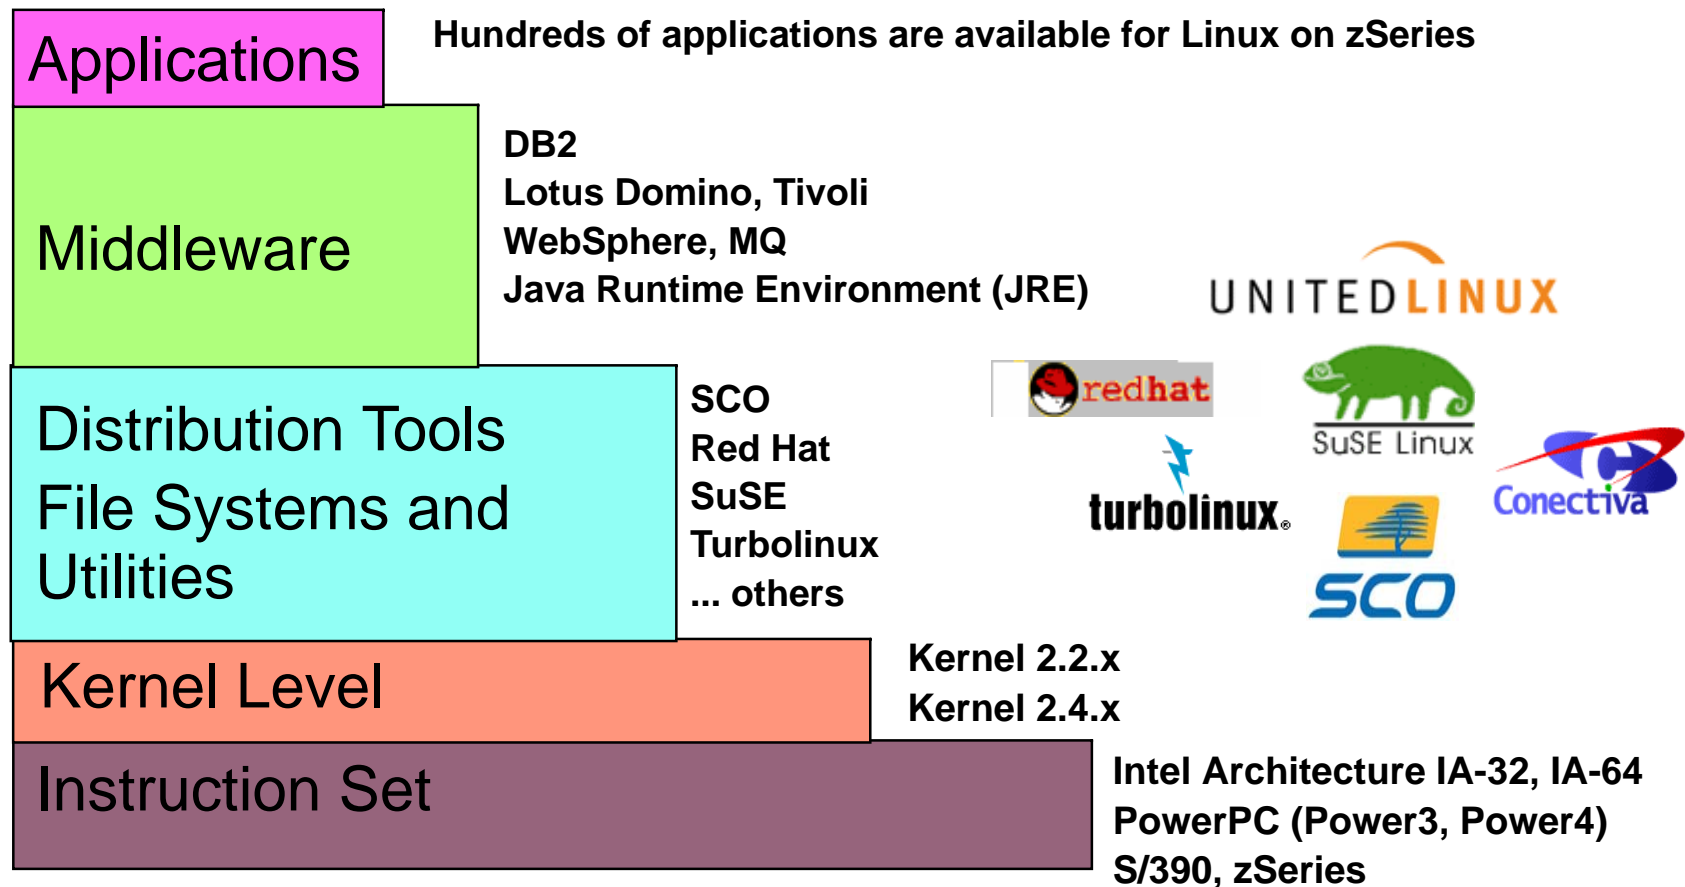 Applications
Hundreds of applications are available for Linux on zSeries
Middleware
DB2
Lotus Domino, Tivoli
WebSphere, MQ
Java Runtime Environment (JRE)
UNITEDLINUX
Distribution Tools
File Systems and
Utilities
SCO
Red Hat
SuSE
Turbolinux
... others
redhat
SuSE Linux
turbolinux®
Conectiva
SCO
Kernel Level
Kernel 2.2.x
Kernel 2.4.x
Instruction Set
Intel Architecture IA-32, IA-64
PowerPC (Power3, Power4)
S/390, zSeries